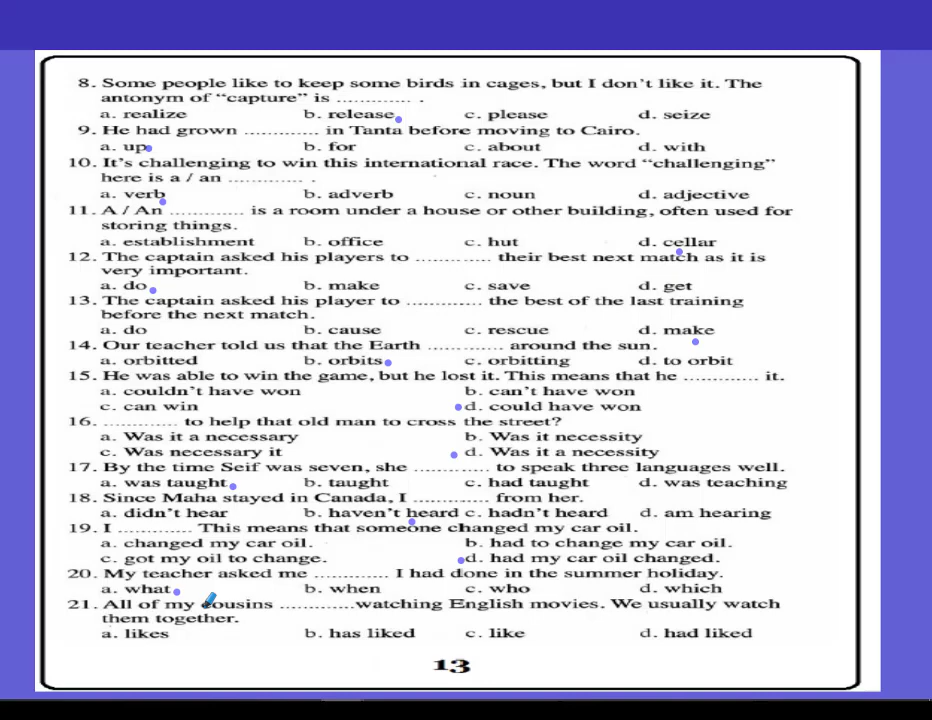 8. Some people like to keep some birds in cages, but I don't like it. The
antonym of "capture" is ............. .
a. realize b. release c. please d. seize
9. He had grown ............. in Tanta before moving to Cairo.
a. up b. for c. about d. with
10. It's challenging to win this international race. The word "challenging"
here is a / an ............. .
a. verb b. adverb c. noun d. adjective
11. A / An ............. is a room under a house or other building, often used for
storing things.
a. establishment b. office c. hut d. cellar
12. The captain asked his players to ............. their best next match as it is
very important.
a. do b. make c. save d. get
13. The captain asked his player to ............. the best of the last training
before the next match.
a. do b. cause c. rescue d. make
14. Our teacher told us that the Earth ............. around the sun.
a. orbitted b. orbits c. orbitting d. to orbit
15. He was able to win the game, but he lost it. This means that he ............. it.
a. couldn't have won b. can't have won
c. can win d. could have won
16. ............. to help that old man to cross the street?
a. Was it a necessary b. Was it necessity
c. Was necessary it d. Was it a necessity
17. By the time Seif was seven, she ............. to speak three languages well.
a. was taught b. taught c. had taught d. was teaching
18. Since Maha stayed in Canada, I ............. from her.
a. didn't hear b. haven't heard c. hadn't heard d. am hearing
19. I ............. This means that someone changed my car oil.
a. changed my car oil. b. had to change my car oil.
c. got my oil to change. d. had my car oil changed.
20. My teacher asked me ............. I had done in the summer holiday.
a. what b. when c. who d. which
21. All of my cousins .............watching English movies. We usually watch
them together.
a. likes b. has liked c. like d. had liked
13